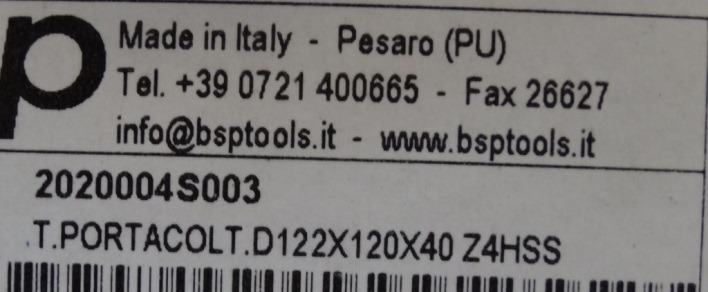 p
Made in Italy - Pesaro (PU)
Tel. +39 0721 400665 - Fax 26627
info@bsptools.it - www.bsptools.it
2020004S003
.T.PORTACOLT.D122X120X40 Z4HSS